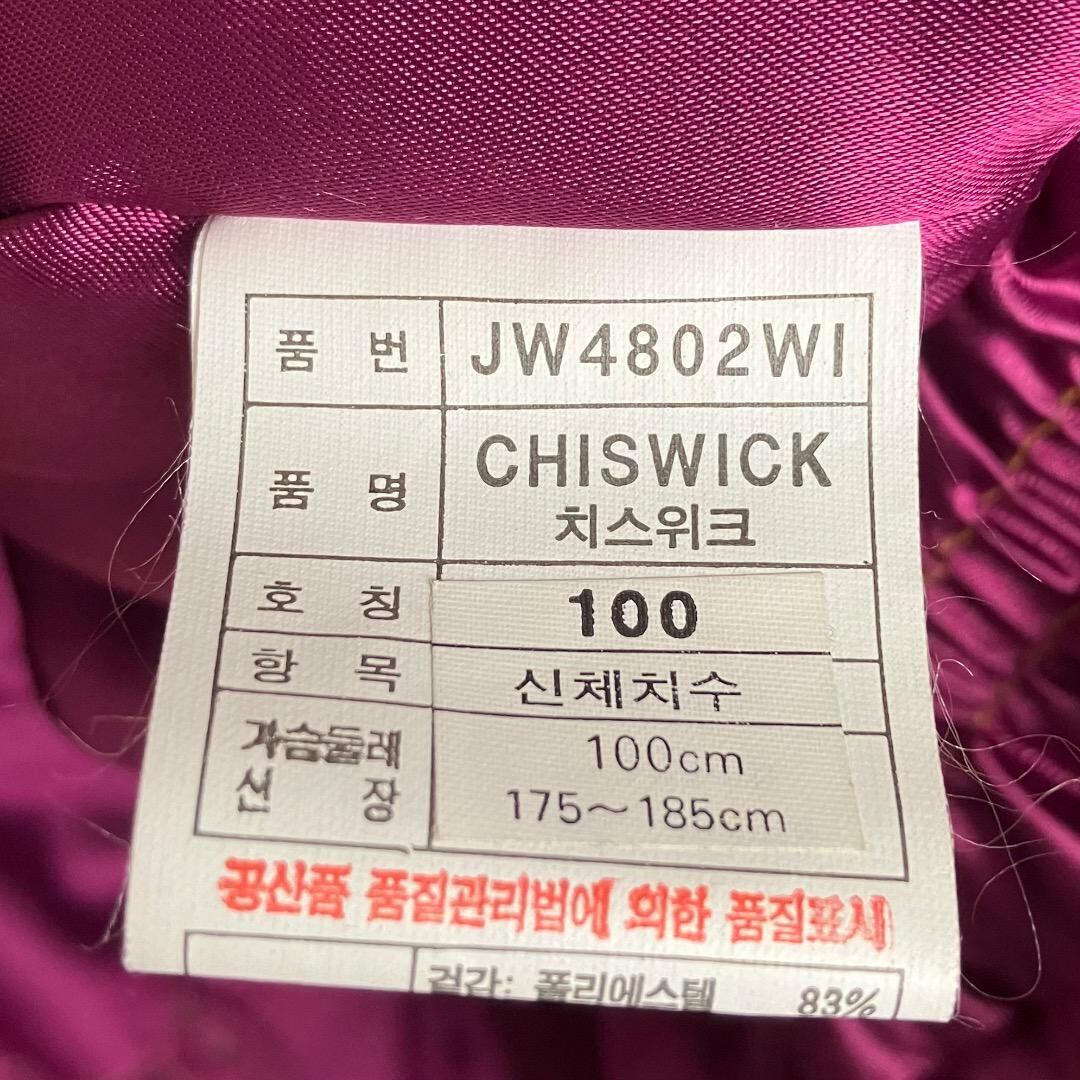 품 번 JW4802WI
품 명 CHISWICK
치스위크
호 칭 100
항 목 신체치수
가슴둘레 100cm
신 장 175~185cm
공산품 품질관리법에 의한 품질표시
겉감: 폴리에스텔 83%